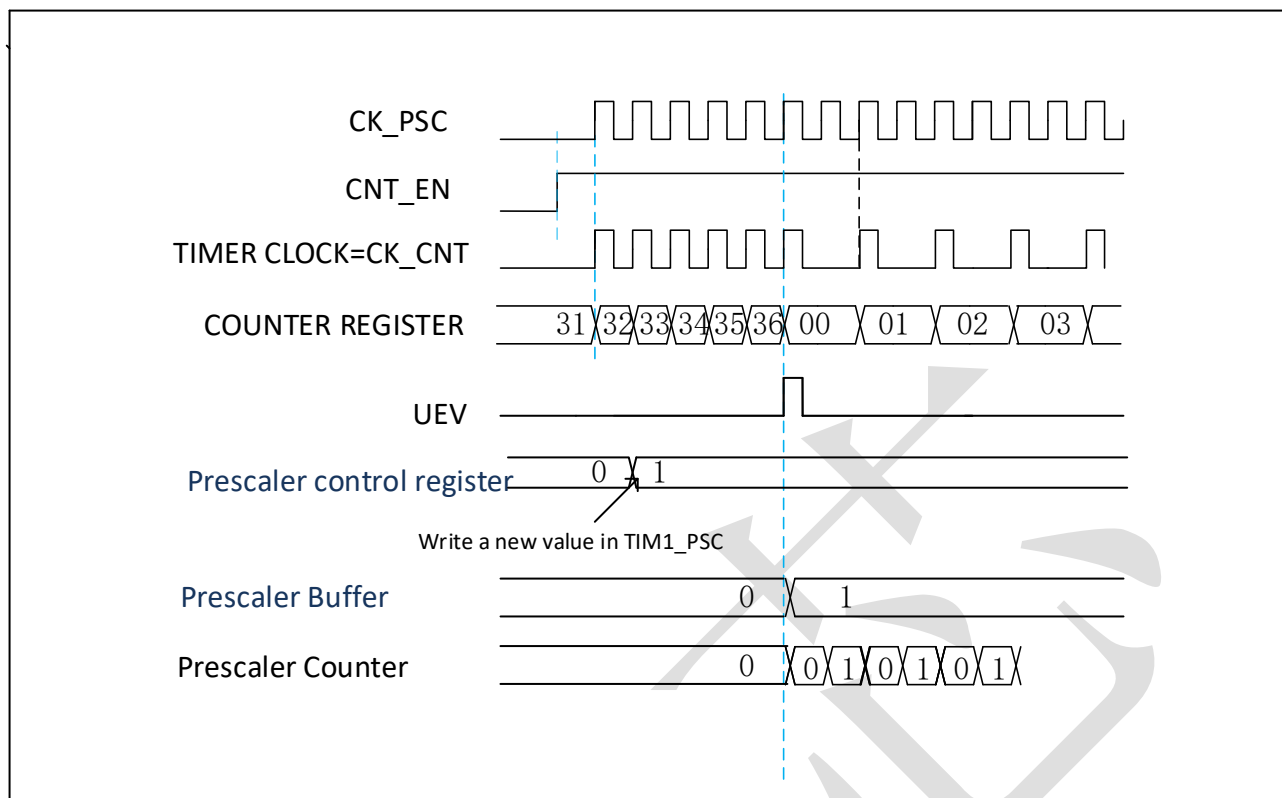 CK_PSC
CNT_EN
TIMER CLOCK=CK_CNT
COUNTER REGISTER 31 32 33 34 35 36 00 01 02 03
UEV
Prescaler control register 0 1
Write a new value in TIM1_PSC
Prescaler Buffer 0 1
Prescaler Counter 0 0 1 0 1 0 1